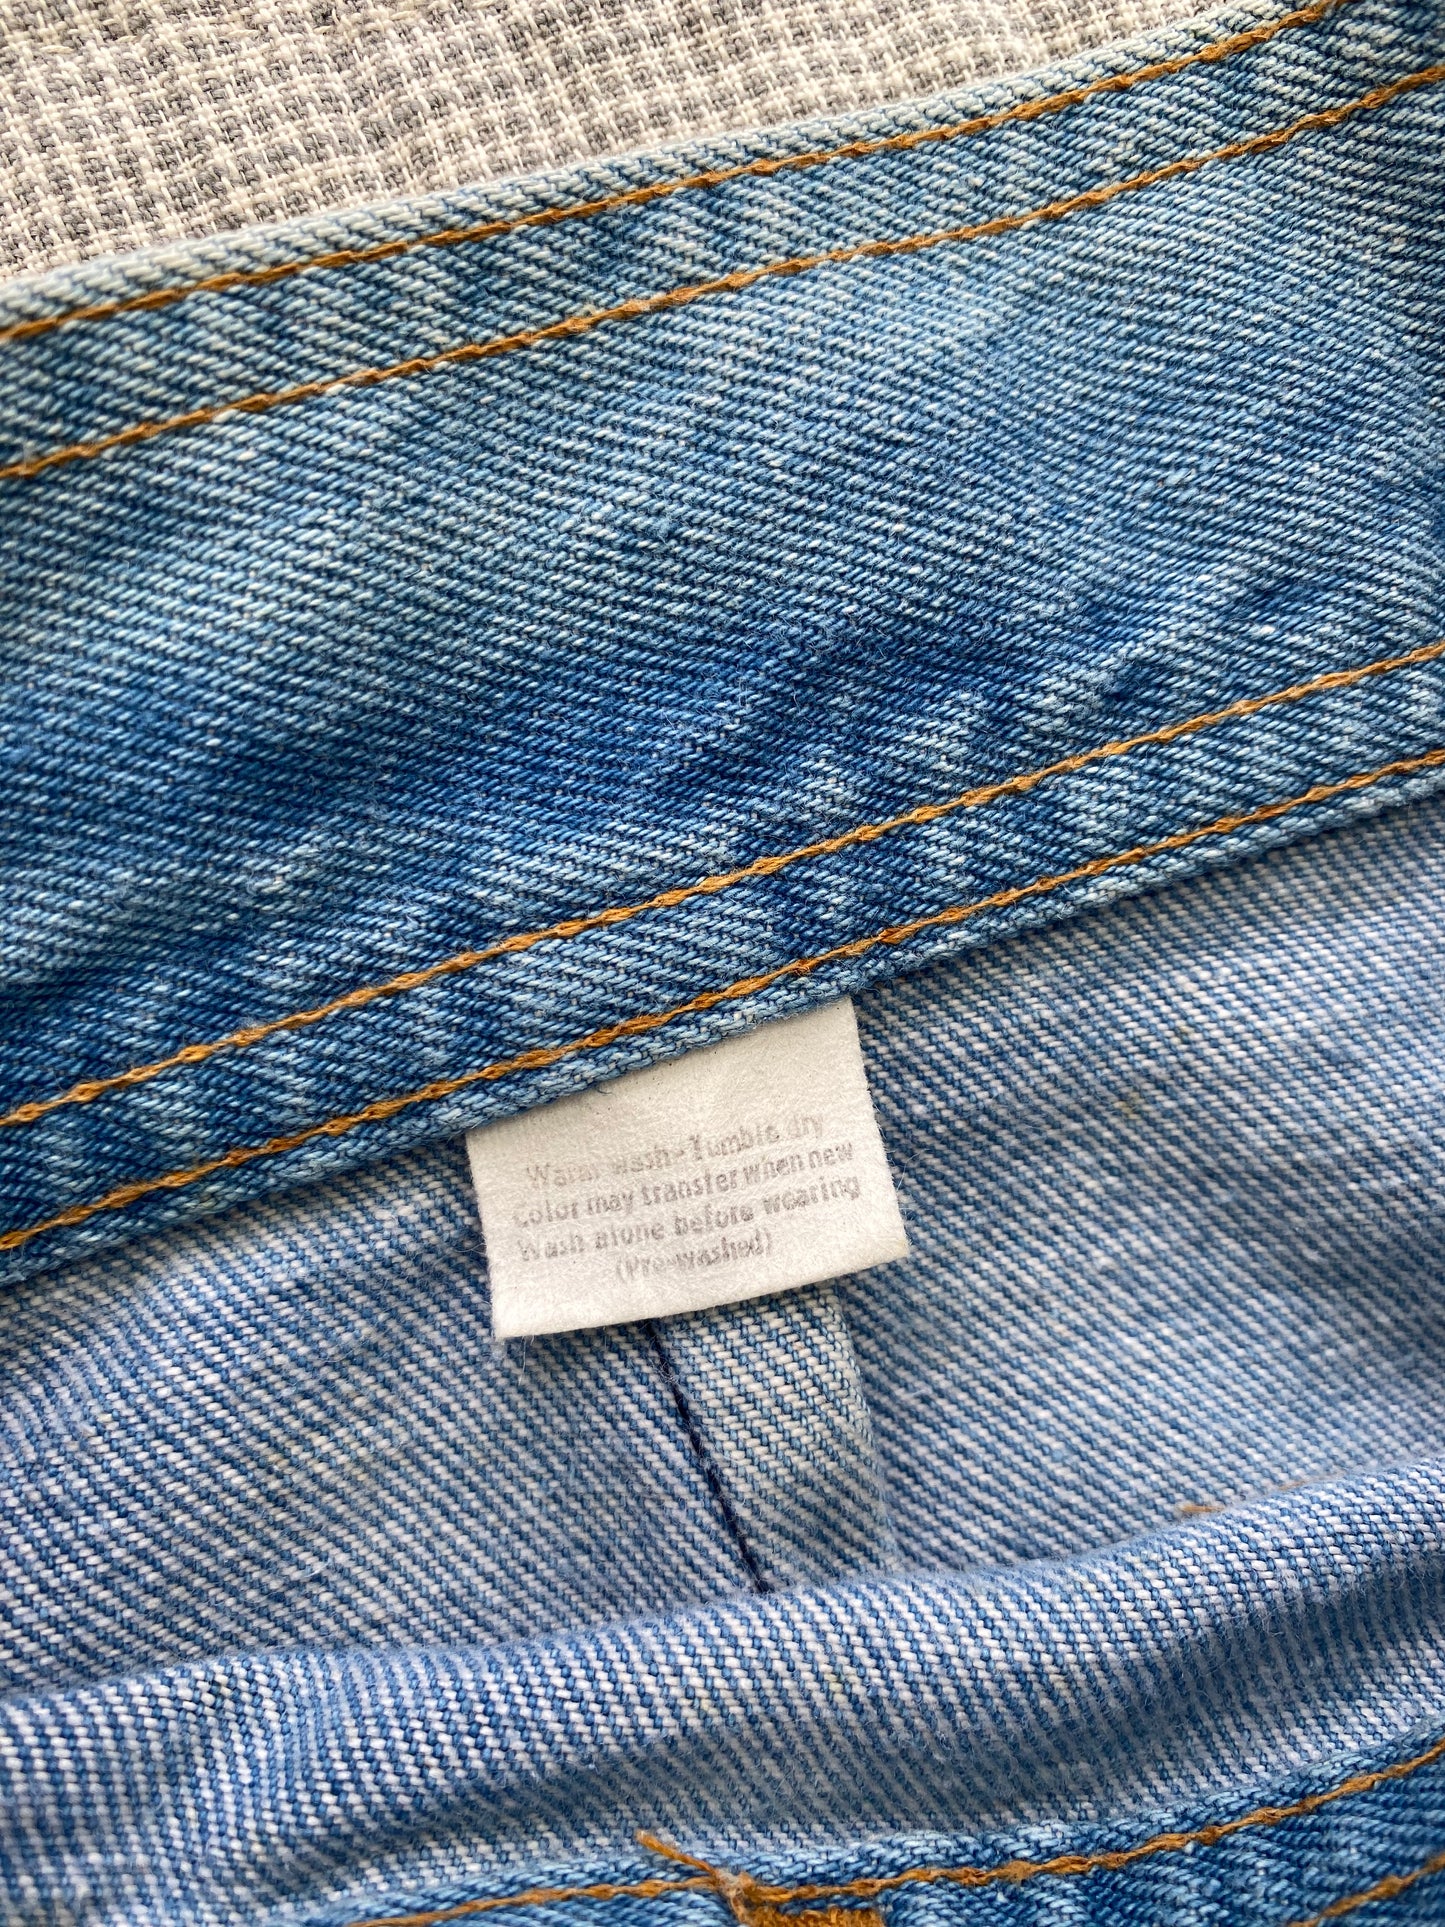 Warm wash-Tumble dry
Color may transfer when new
Wash alone before wearing
(Pre-washed)